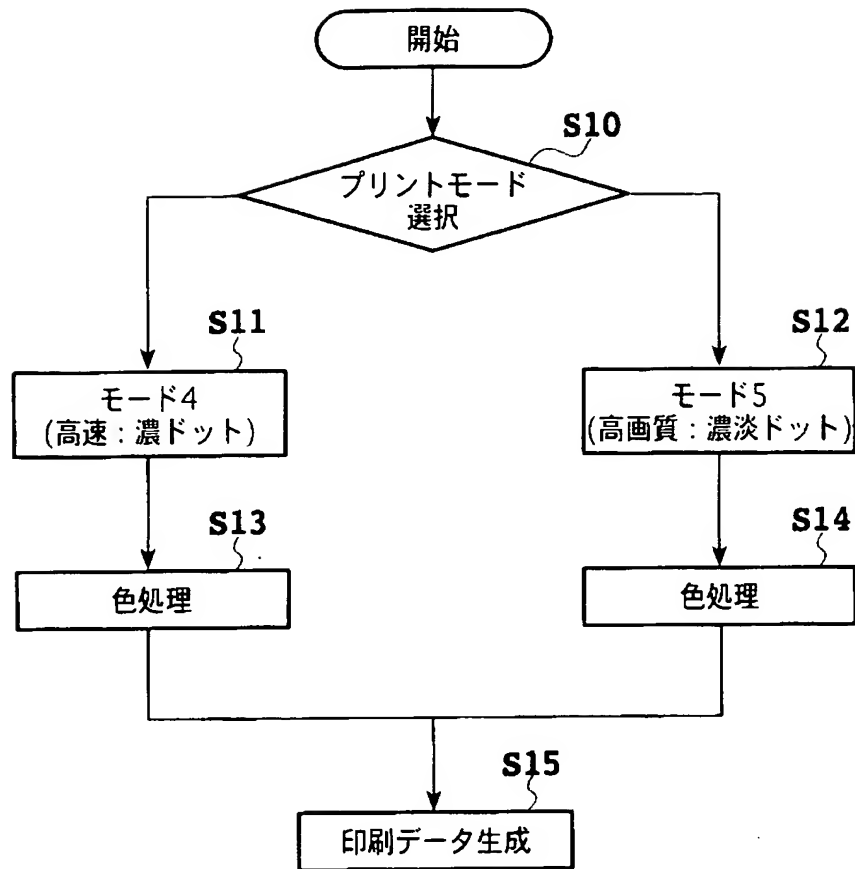 開始
S10
プリントモード
選択
S11
モード4
(高速：濃ドット)
S12
モード5
(高画質：濃淡ドット)
S13
色処理
S14
色処理
S15
印刷データ生成